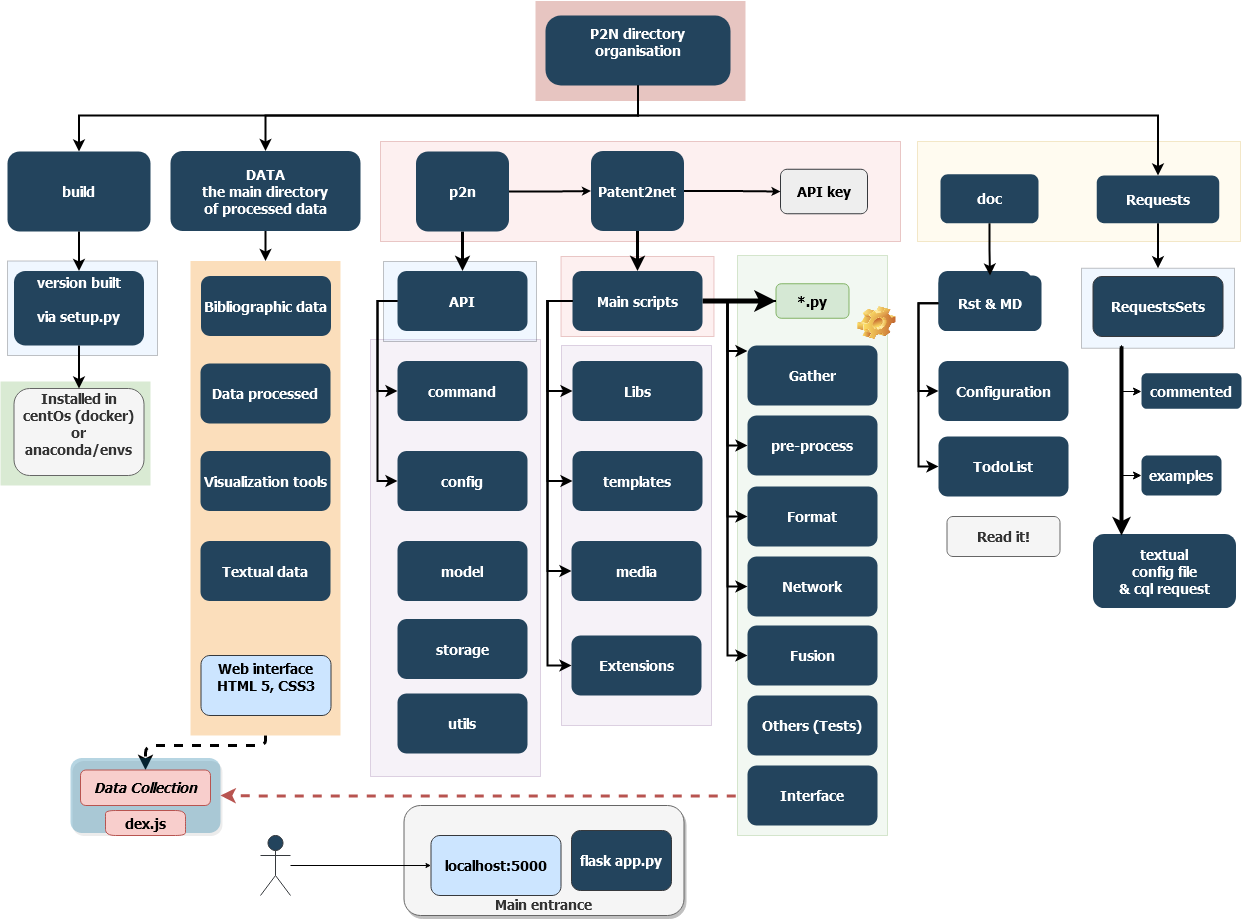 P2N directory
organisation
build
DATA
the main directory
of processed data
p2n
Patent2net
API key
doc
Requests
version built
via setup.py
Installed in
centOs (docker)
or
anaconda/envs
Bibliographic data
Data processed
Visualization tools
Textual data
Web interface
HTML 5, CSS3
Data Collection
dex.js
API
command
config
model
storage
utils
Main scripts
Libs
templates
media
Extensions
*.py
Gather
pre-process
Format
Network
Fusion
Others (Tests)
Interface
Rst & MD
Configuration
TodoList
Read it!
RequestsSets
commented
examples
textual
config file
& cql request
localhost:5000
flask app.py
Main entrance